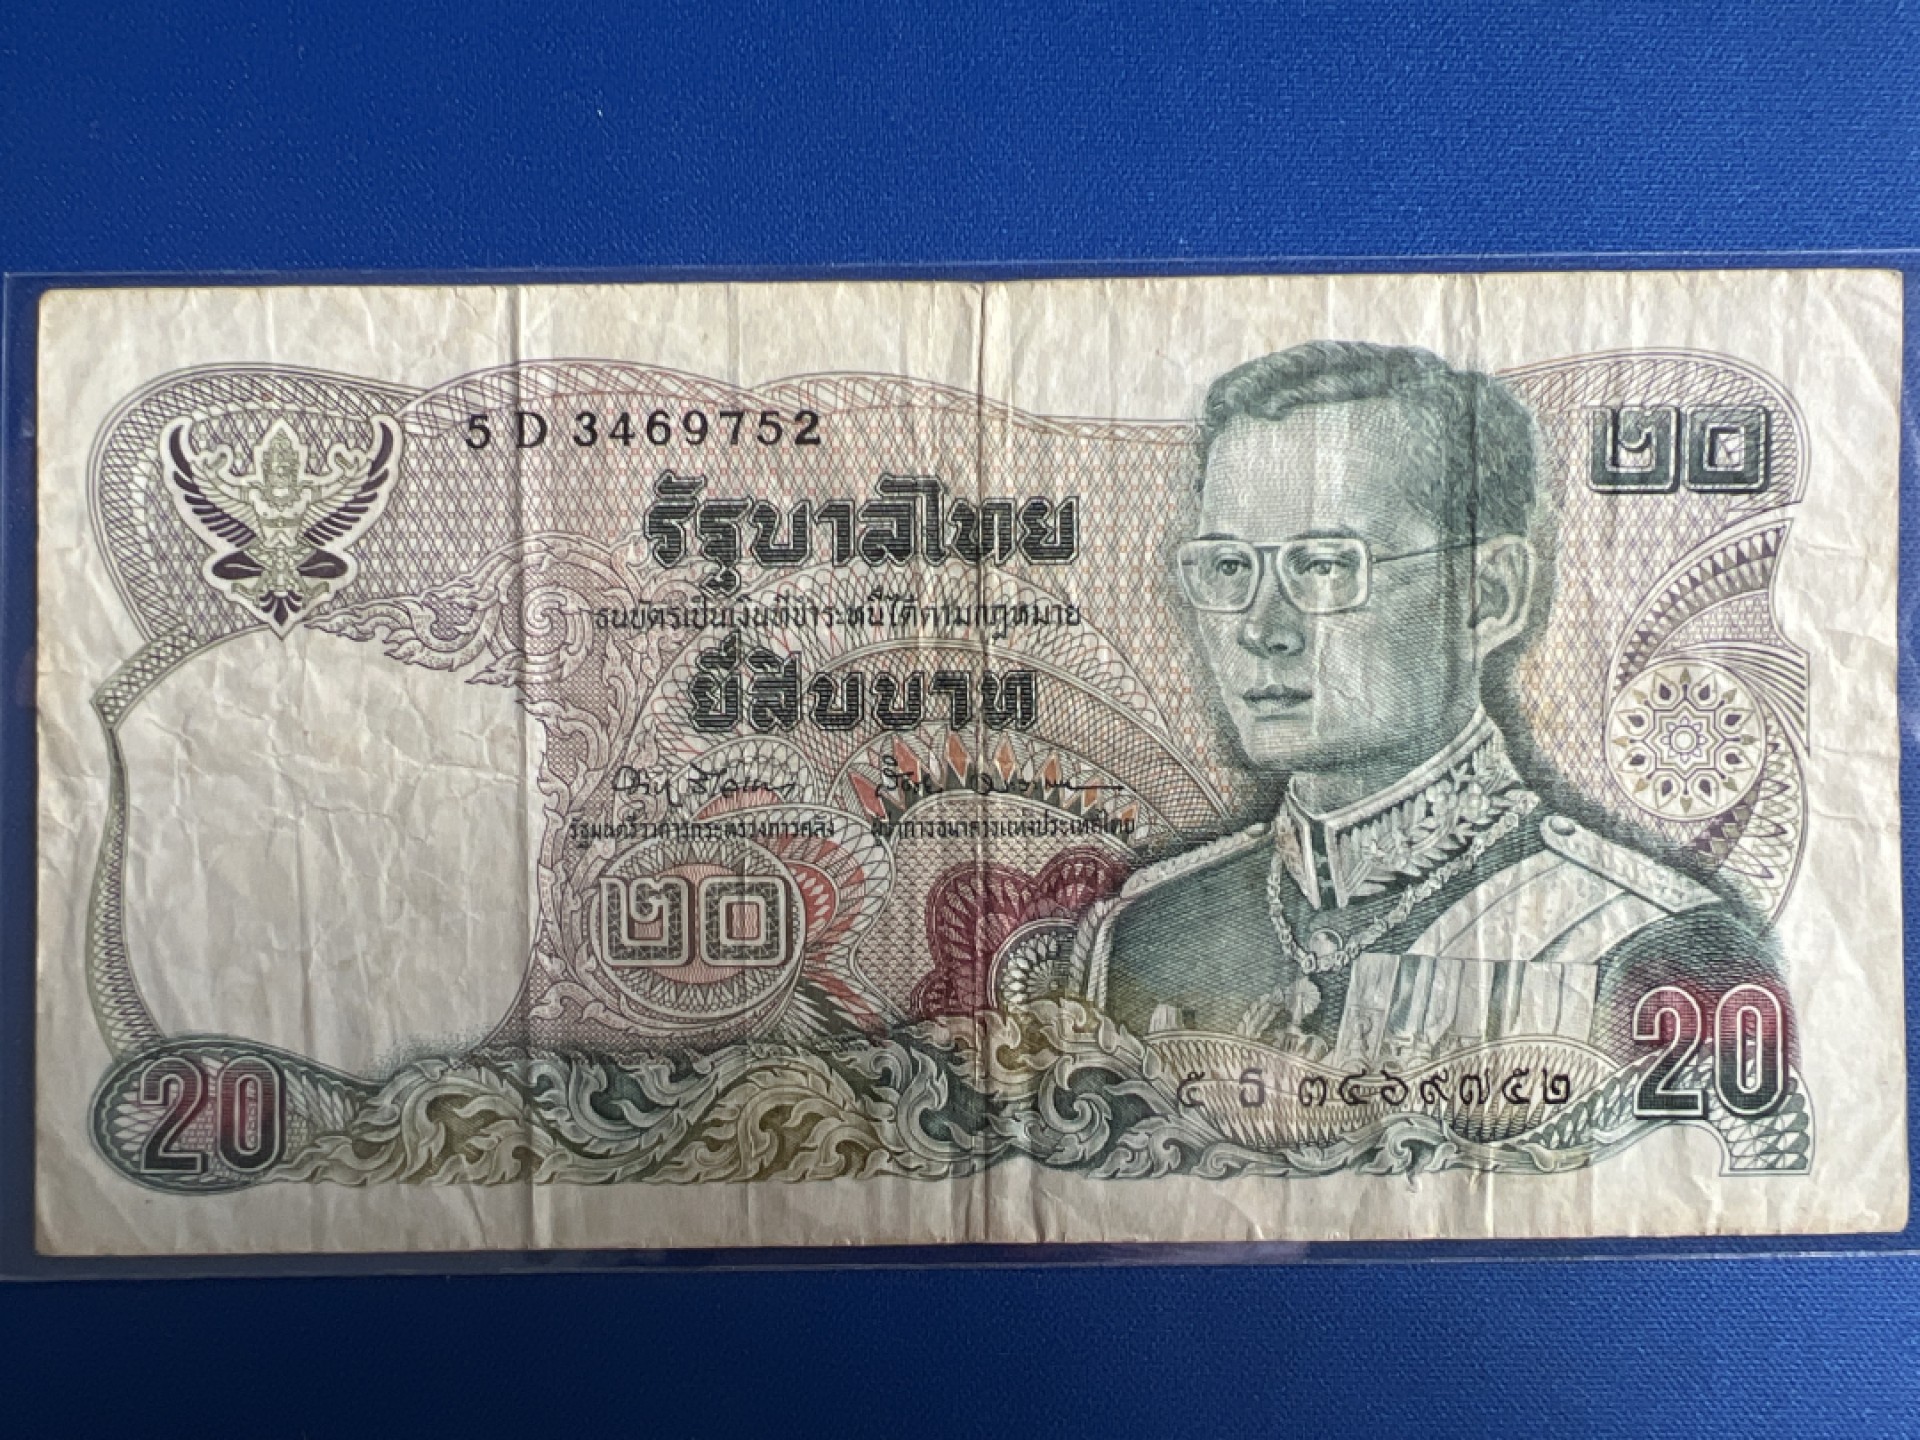 5 D 3469752
๒๐
รัฐบาลไทย
ธนบัตรเป็นเงินที่ชำระหนี้ได้ตามกฎหมาย
ยี่สิบบาท
รัฐมนตรีว่าการกระทรวงการคลัง ผู้ว่าการธนาคารแห่งประเทศไทย
๒๐
20
๕ ธ ๓๔๖๙๗๕๒
20